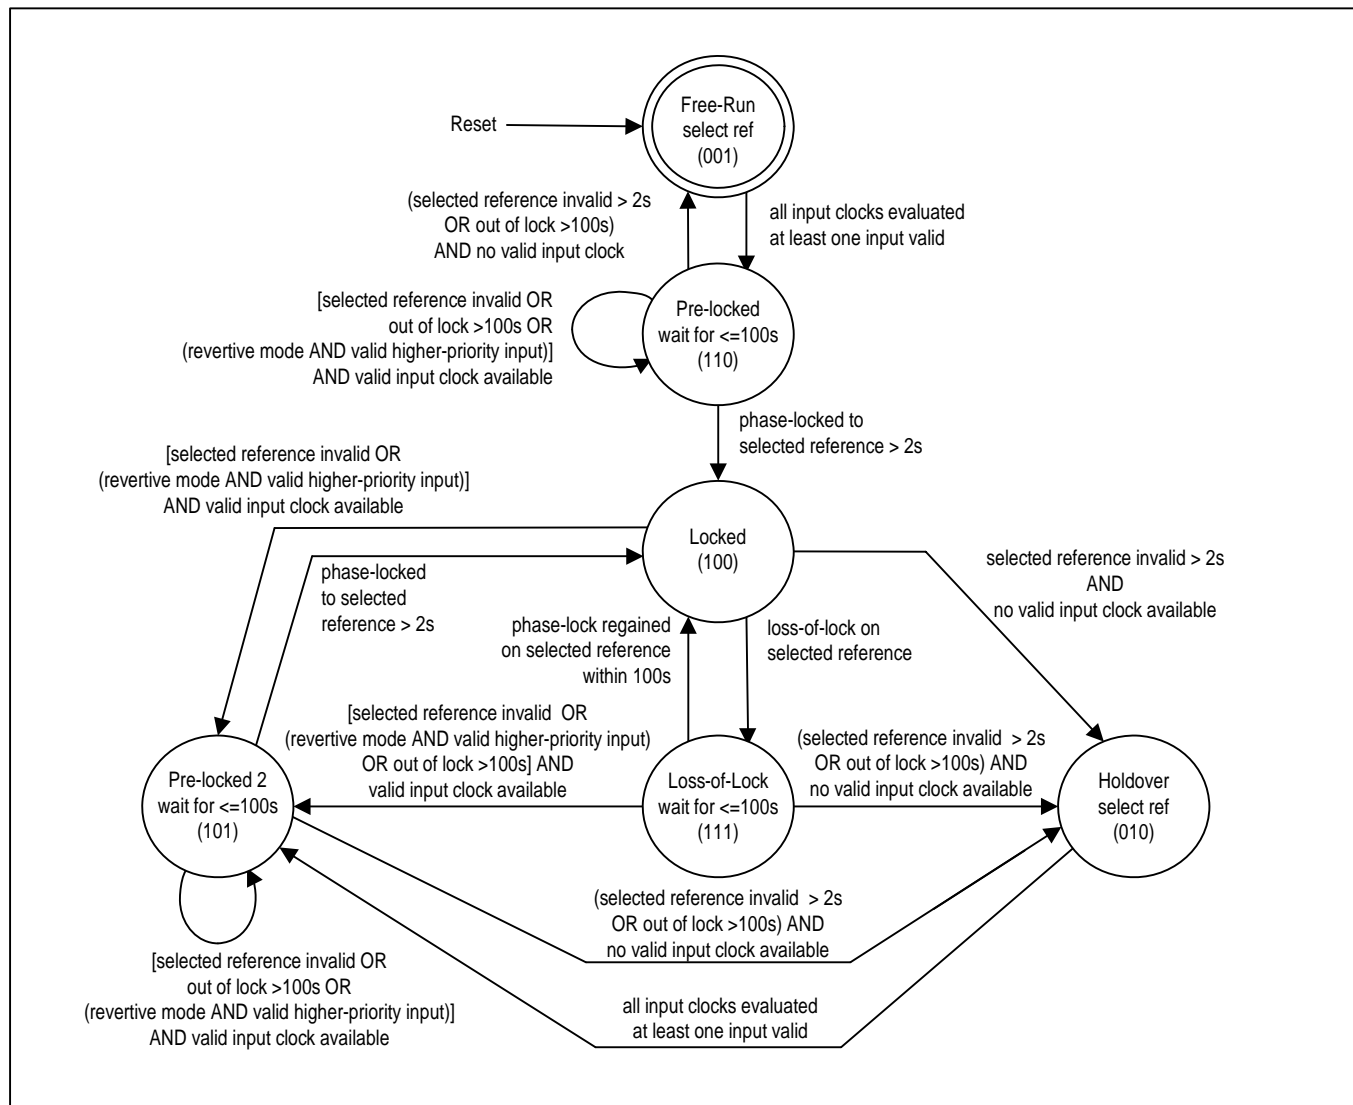 Free-Run
select ref
(001)
Reset
(selected reference invalid > 2s
OR out of lock >100s)
AND no valid input clock
all input clocks evaluated
at least one input valid
[selected reference invalid OR
out of lock >100s OR
(revertive mode AND valid higher-priority input)]
AND valid input clock available
Pre-locked
wait for <=100s
(110)
phase-locked to
selected reference > 2s
[selected reference invalid OR
(revertive mode AND valid higher-priority input)]
AND valid input clock available
Locked
(100)
phase-locked
to selected
reference > 2s
selected reference invalid > 2s
AND
no valid input clock available
phase-lock regained
on selected reference
within 100s
loss-of-lock on
selected reference
[selected reference invalid  OR
(revertive mode AND valid higher-priority input)
OR out of lock >100s] AND
valid input clock available
(selected reference invalid  > 2s
OR out of lock >100s) AND
no valid input clock available
Pre-locked 2
wait for <=100s
(101)
Loss-of-Lock
wait for <=100s
(111)
Holdover
select ref
(010)
(selected reference invalid  > 2s
OR out of lock >100s) AND
no valid input clock available
[selected reference invalid OR
out of lock >100s OR
(revertive mode AND valid higher-priority input)]
AND valid input clock available
all input clocks evaluated
at least one input valid